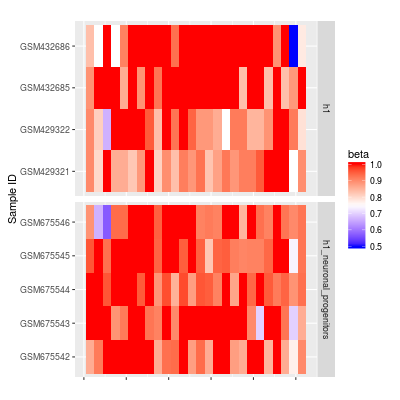 GSM432686
GSM432685
GSM429322
GSM429321
h1
GSM675546
GSM675545
GSM675544
GSM675543
GSM675542
h1_neuronal_progenitors
Sample ID
beta
1.0
0.9
0.8
0.7
0.6
0.5